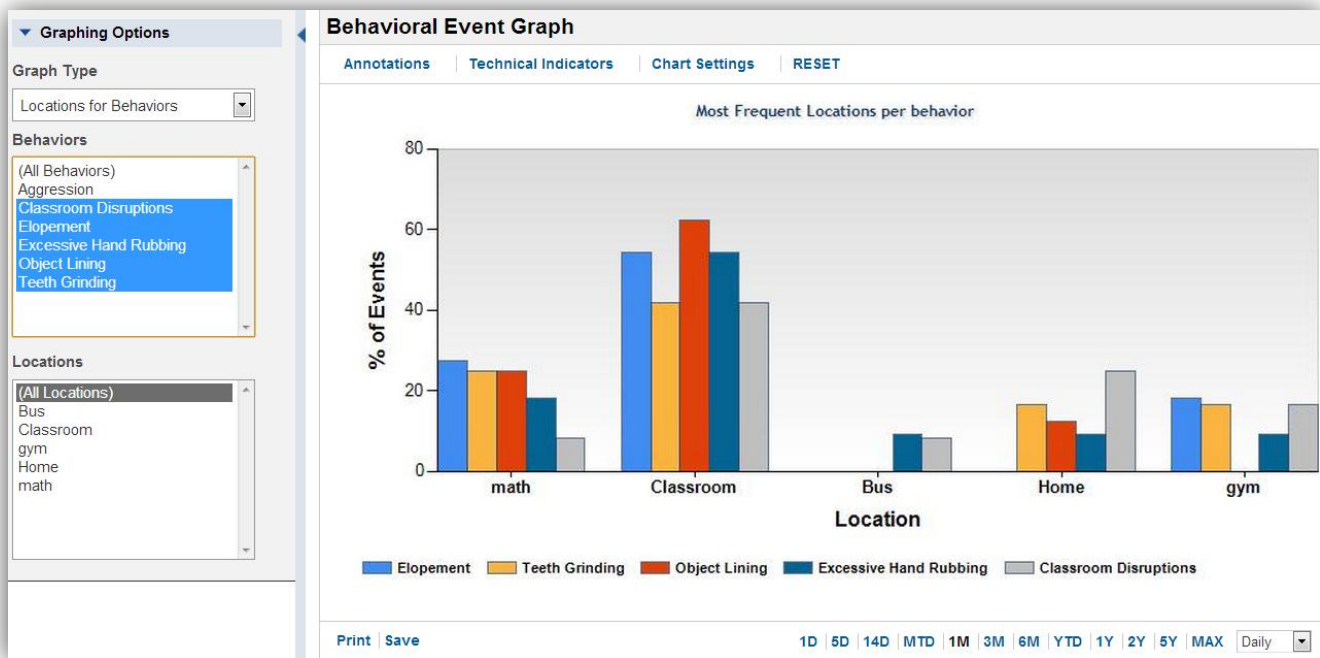 Graphing Options
Graph Type
Locations for Behaviors
Behaviors
(All Behaviors)
Aggression
Classroom Disruptions
Elopement
Excessive Hand Rubbing
Object Lining
Teeth Grinding
Locations
(All Locations)
Bus
Classroom
gym
Home
math
Behavioral Event Graph
Annotations Technical Indicators Chart Settings RESET
Most Frequent Locations per behavior
% of Events
80
60
40
20
0
math Classroom Bus Home gym
Location
Elopement Teeth Grinding Object Lining Excessive Hand Rubbing Classroom Disruptions
Print Save 1D 5D 14D MTD 1M 3M 6M YTD 1Y 2Y 5Y MAX Daily